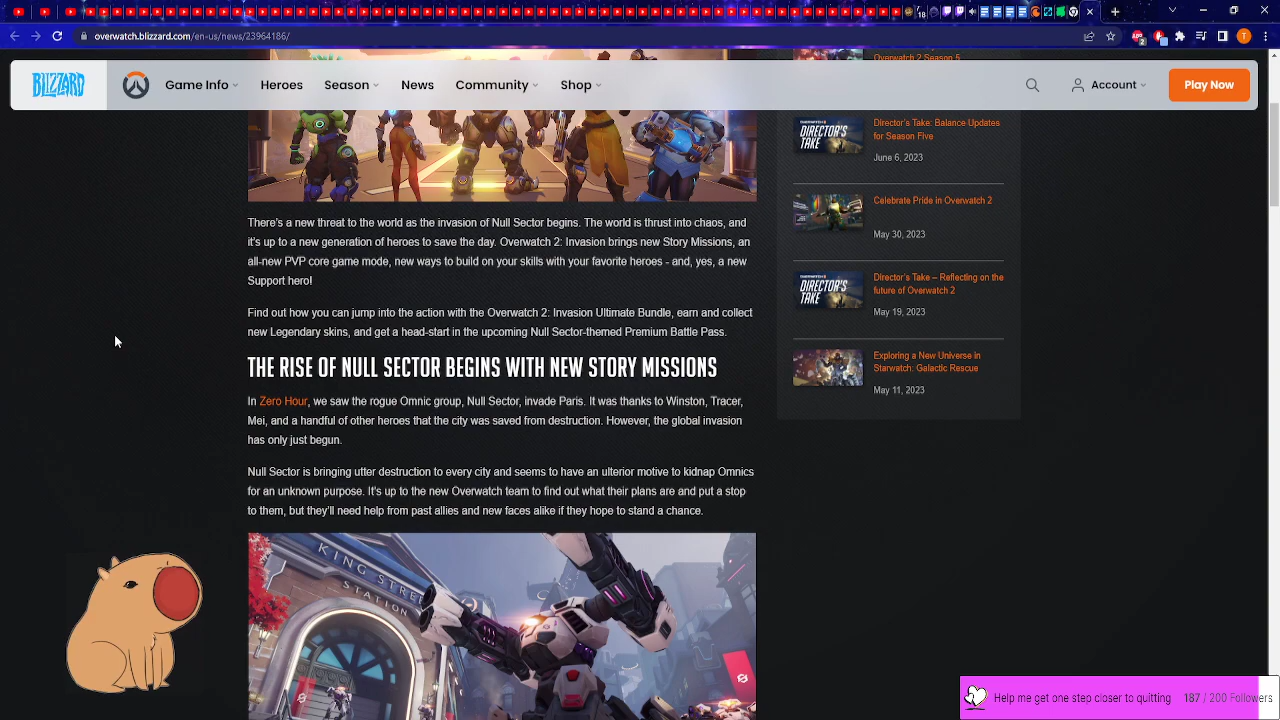 18
2
overwatch.blizzard.com/en-us/news/23964186/
T
BLIZZARD
Game Info
Heroes
Season
News
Community
Shop
Account
Play Now
Overwatch 2 Season 5
DIRECTOR'S TAKE
Director's Take: Balance Updates
for Season Five
June 6, 2023
Celebrate Pride in Overwatch 2
May 30, 2023
DIRECTOR'S TAKE
Director's Take – Reflecting on the
future of Overwatch 2
May 19, 2023
Exploring a New Universe in
Starwatch: Galactic Rescue
May 11, 2023
There's a new threat to the world as the invasion of Null Sector begins. The world is thrust into chaos, and
it's up to a new generation of heroes to save the day. Overwatch 2: Invasion brings new Story Missions, an
all-new PVP core game mode, new ways to build on your skills with your favorite heroes - and, yes, a new
Support hero!
Find out how you can jump into the action with the Overwatch 2: Invasion Ultimate Bundle, earn and collect
new Legendary skins, and get a head-start in the upcoming Null Sector-themed Premium Battle Pass.
THE RISE OF NULL SECTOR BEGINS WITH NEW STORY MISSIONS
In Zero Hour, we saw the rogue Omnic group, Null Sector, invade Paris. It was thanks to Winston, Tracer,
Mei, and a handful of other heroes that the city was saved from destruction. However, the global invasion
has only just begun.
Null Sector is bringing utter destruction to every city and seems to have an ulterior motive to kidnap Omnics
for an unknown purpose. It's up to the new Overwatch team to find out what their plans are and put a stop
to them, but they'll need help from past allies and new faces alike if they hope to stand a chance.
KING STREET
STATION
Help me get one step closer to quitting 187 / 200 Followers